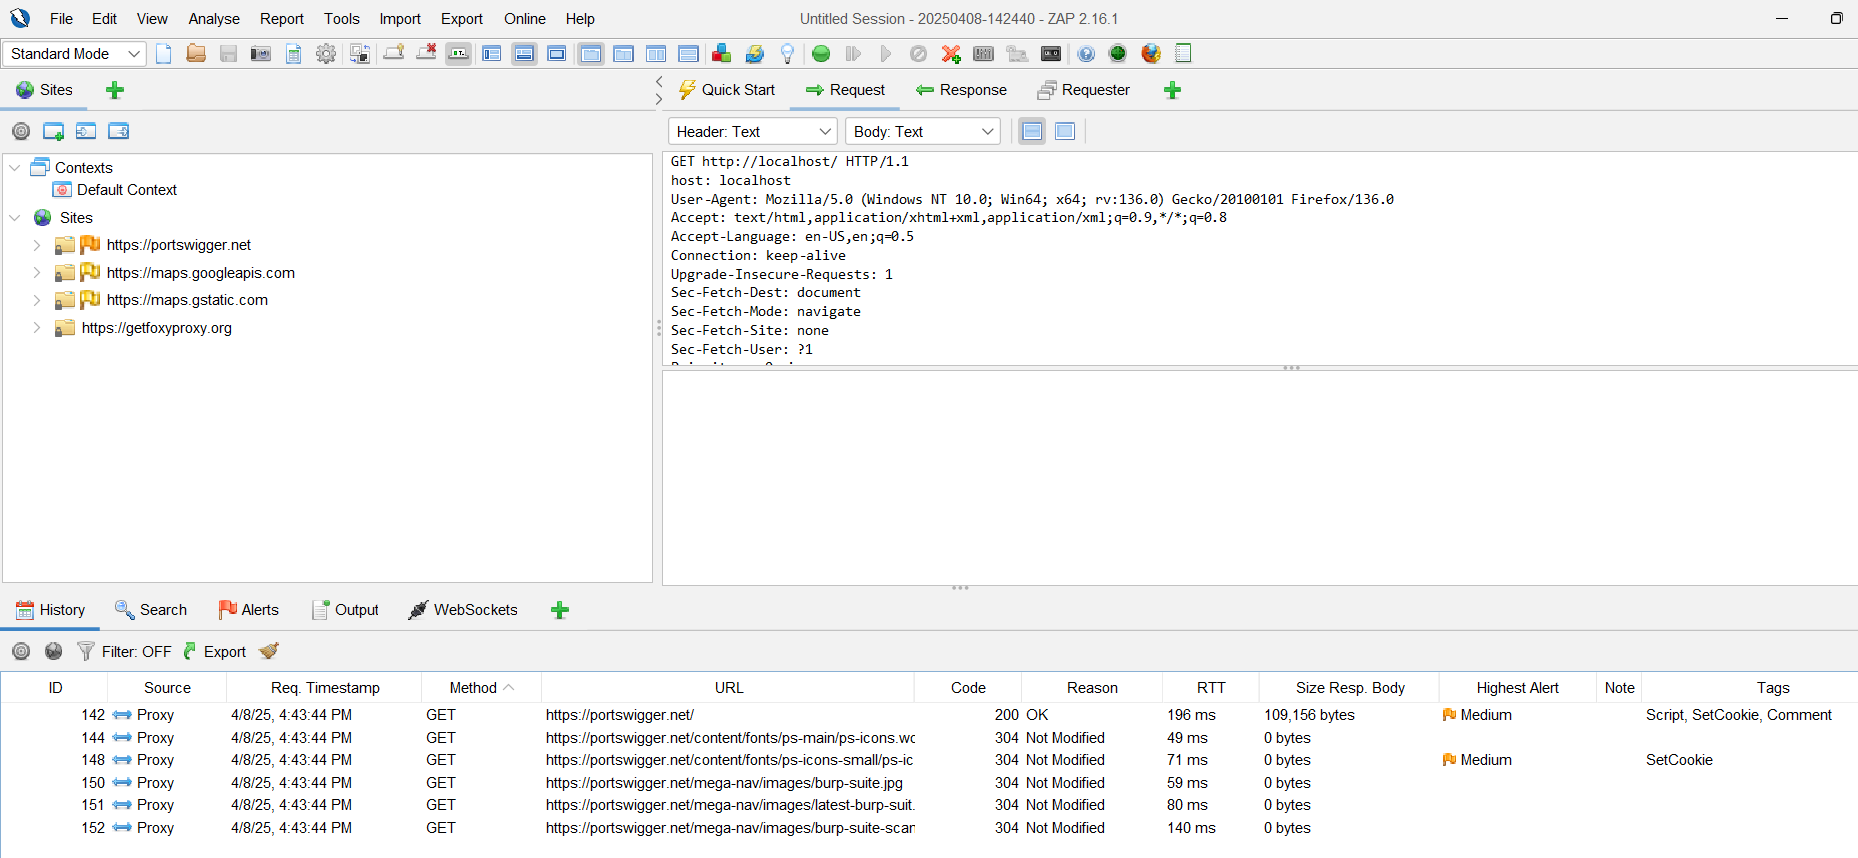 File Edit View Analyse Report Tools Import Export Online Help Untitled Session - 20250408-142440 - ZAP 2.16.1
Standard Mode
Sites Quick Start Request Response Requester
Header: Text Body: Text
Contexts
Default Context
Sites
https://portswigger.net
https://maps.googleapis.com
https://maps.gstatic.com
https://getfoxyproxy.org
GET http://localhost/ HTTP/1.1
host: localhost
User-Agent: Mozilla/5.0 (Windows NT 10.0; Win64; x64; rv:136.0) Gecko/20100101 Firefox/136.0
Accept: text/html,application/xhtml+xml,application/xml;q=0.9,*/*;q=0.8
Accept-Language: en-US,en;q=0.5
Connection: keep-alive
Upgrade-Insecure-Requests: 1
Sec-Fetch-Dest: document
Sec-Fetch-Mode: navigate
Sec-Fetch-Site: none
Sec-Fetch-User: ?1
History Search Alerts Output WebSockets
Filter: OFF Export
ID Source Req. Timestamp Method URL Code Reason RTT Size Resp. Body Highest Alert Note Tags
142 Proxy 4/8/25, 4:43:44 PM GET https://portswigger.net/ 200 OK 196 ms 109,156 bytes Medium Script, SetCookie, Comment
144 Proxy 4/8/25, 4:43:44 PM GET https://portswigger.net/content/fonts/ps-main/ps-icons.wo 304 Not Modified 49 ms 0 bytes
148 Proxy 4/8/25, 4:43:44 PM GET https://portswigger.net/content/fonts/ps-icons-small/ps-ic 304 Not Modified 71 ms 0 bytes Medium SetCookie
150 Proxy 4/8/25, 4:43:44 PM GET https://portswigger.net/mega-nav/images/burp-suite.jpg 304 Not Modified 59 ms 0 bytes
151 Proxy 4/8/25, 4:43:44 PM GET https://portswigger.net/mega-nav/images/latest-burp-suit. 304 Not Modified 80 ms 0 bytes
152 Proxy 4/8/25, 4:43:44 PM GET https://portswigger.net/mega-nav/images/burp-suite-scan 304 Not Modified 140 ms 0 bytes